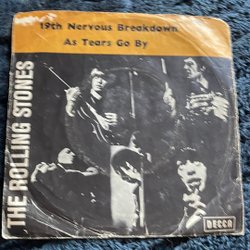 19th Nervous Breakdown
As Tears Go By
THE ROLLING STONES
DECCA